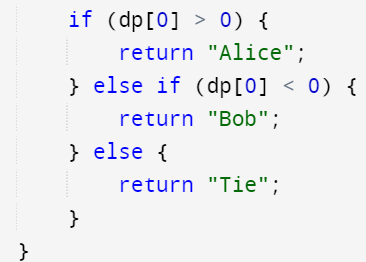 if (dp[0] > 0) {
return "Alice";
} else if (dp[0] < 0) {
return "Bob";
} else {
return "Tie";
}
}